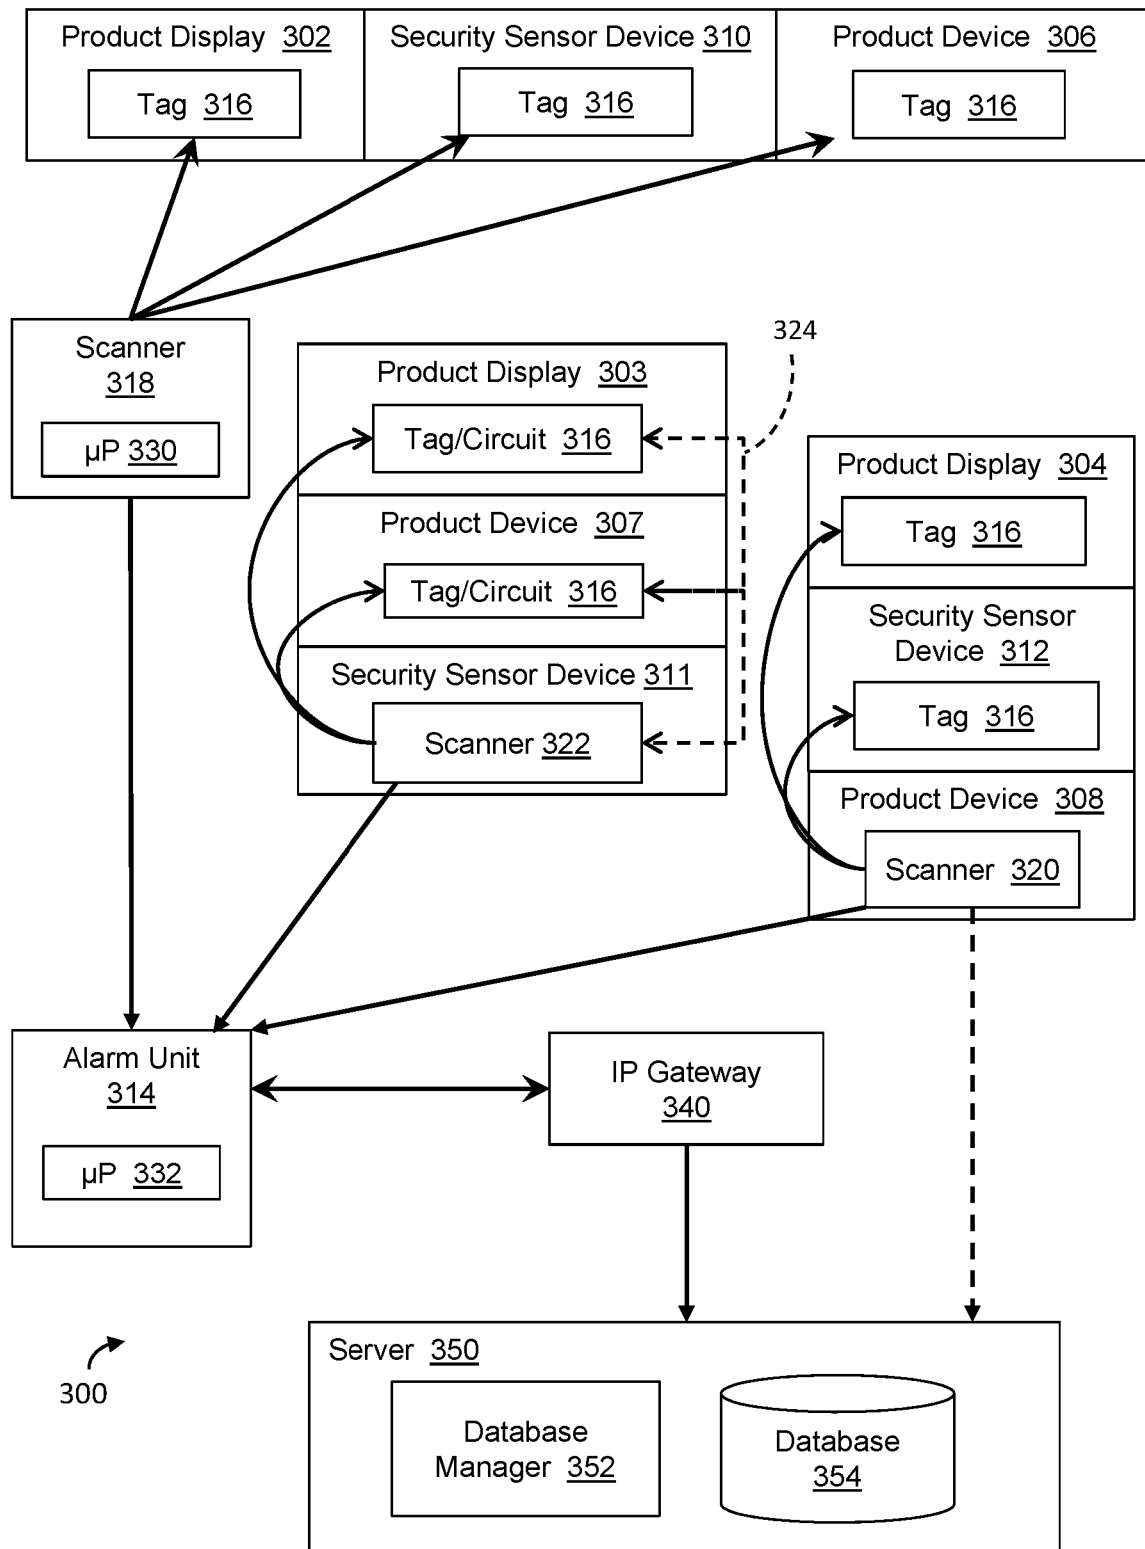 Product Display 302
Tag 316
Security Sensor Device 310
Tag 316
Product Device 306
Tag 316
Scanner
318
µP 330
324
Product Display 303
Tag/Circuit 316
Product Device 307
Tag/Circuit 316
Security Sensor Device 311
Scanner 322
Product Display 304
Tag 316
Security Sensor
Device 312
Tag 316
Product Device 308
Scanner 320
Alarm Unit
314
µP 332
IP Gateway
340
300
Server 350
Database
Manager 352
Database
354